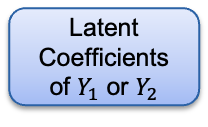 Latent
Coefficients
of Y₁ or Y₂